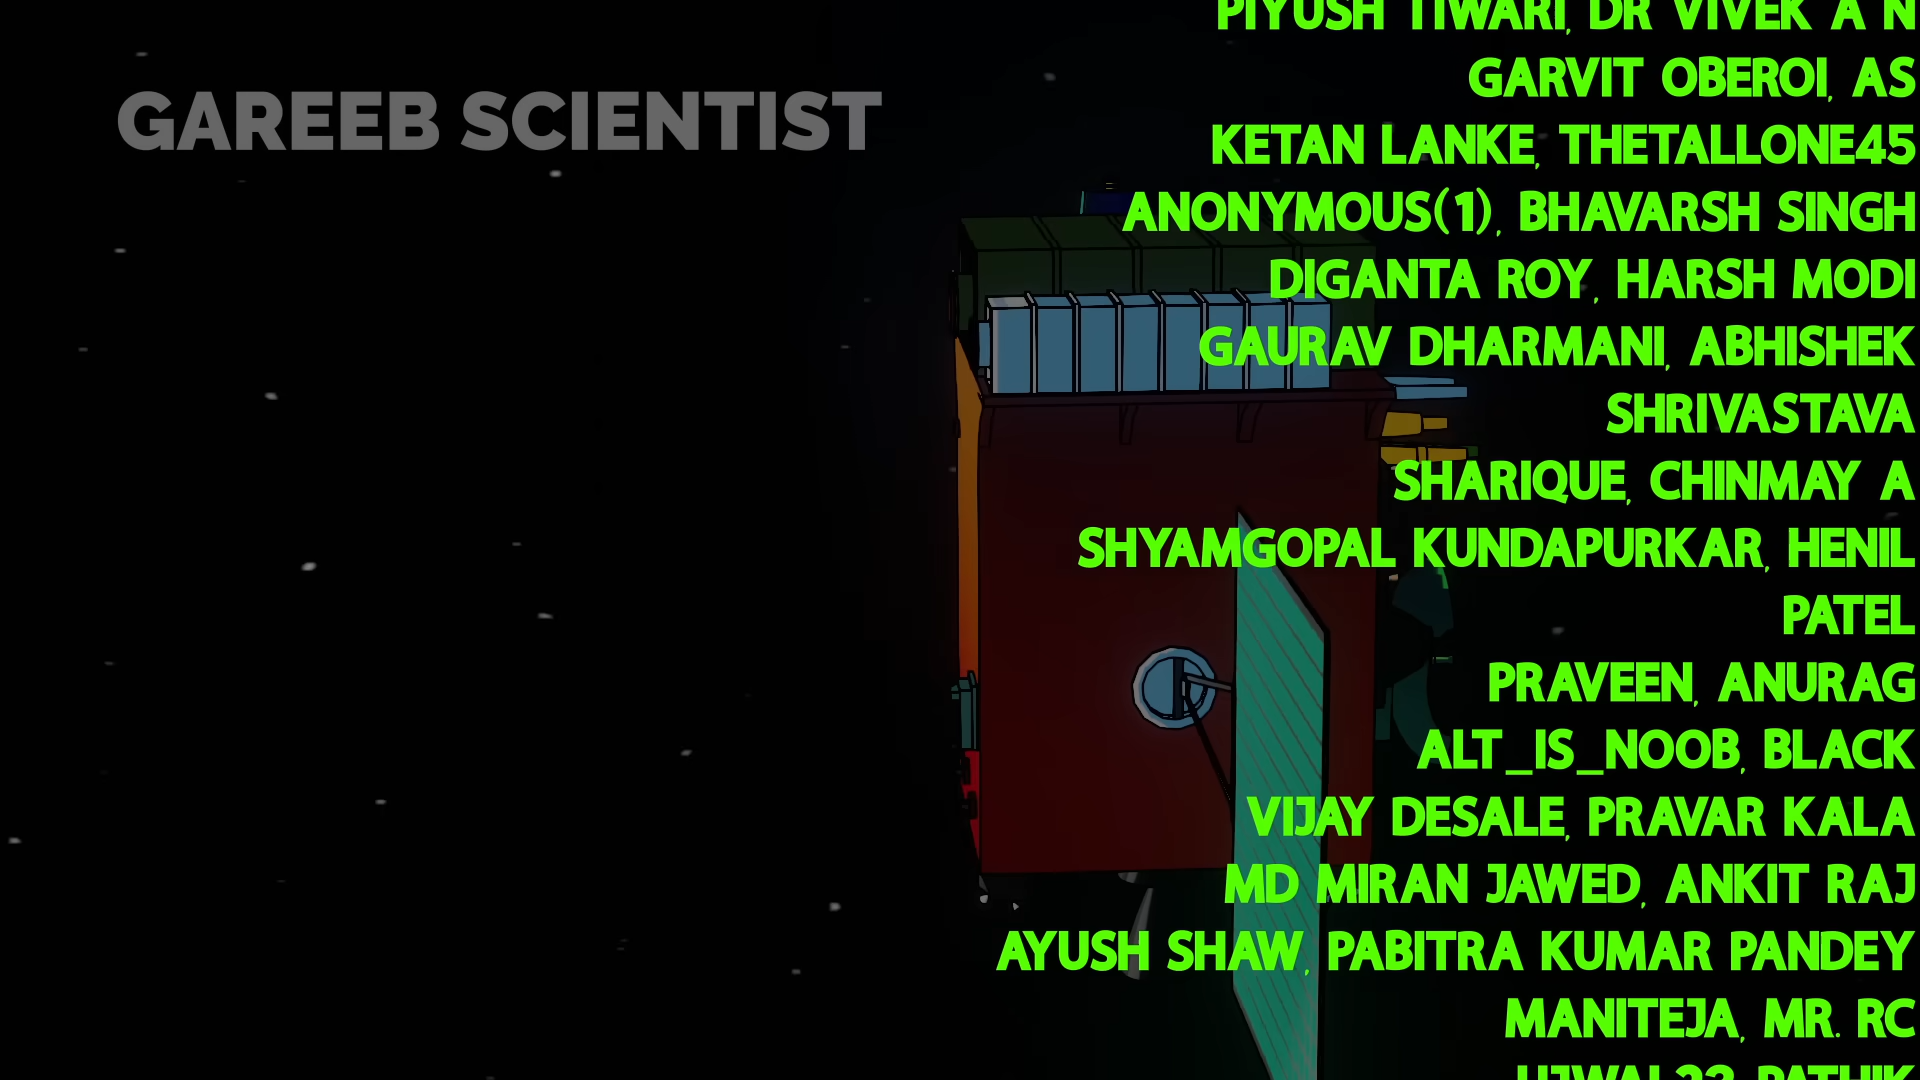 PIYUSH TIWARI, DR VIVEK A N
GAREEB SCIENTIST
GARVIT OBEROI, AS
KETAN LANKE, THETALLONE45
ANONYMOUS(1), BHAVARSH SINGH
DIGANTA ROY, HARSH MODI
GAURAV DHARMANI, ABHISHEK
SHRIVASTAVA
SHARIQUE, CHINMAY A
SHYAMGOPAL KUNDAPURKAR, HENIL
PATEL
PRAVEEN, ANURAG
ALT_IS_NOOB, BLACK
VIJAY DESALE, PRAVAR KALA
MD MIRAN JAWED, ANKIT RAJ
AYUSH SHAW, PABITRA KUMAR PANDEY
MANITEJA, MR. RC
PATHIK